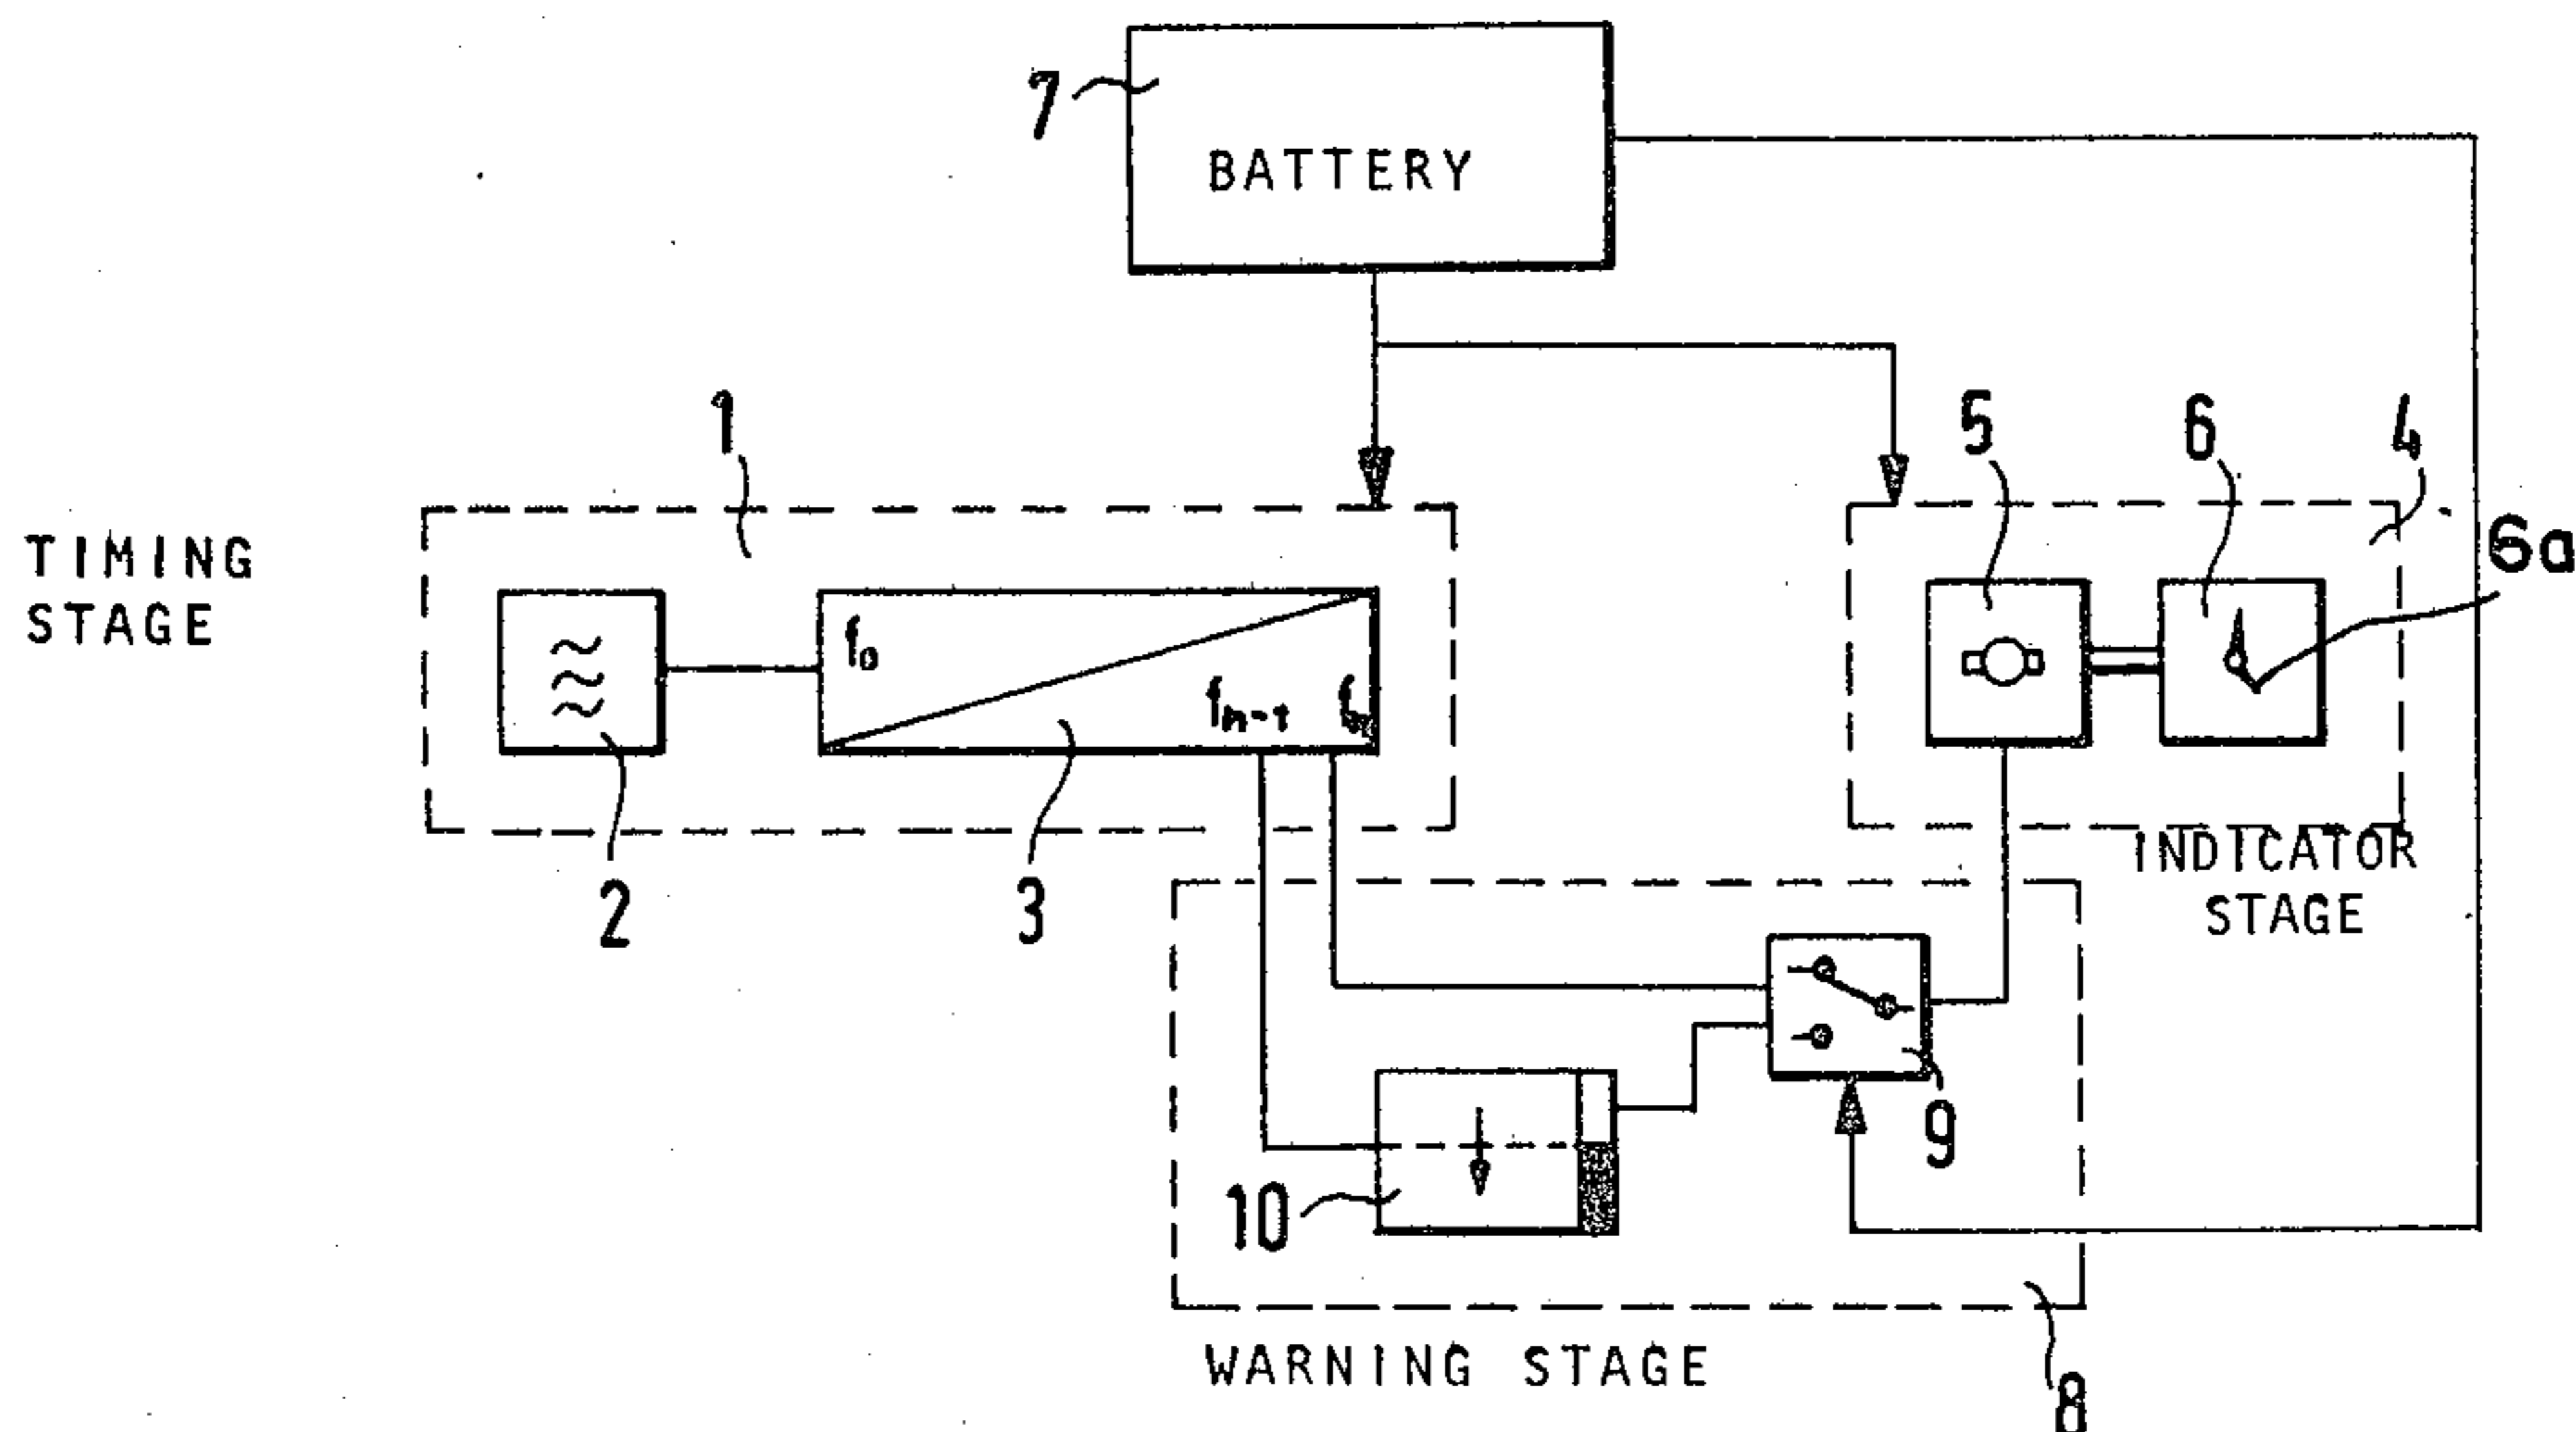 7
BATTERY
1
5
6
4
TIMING
STAGE
6a
f₀
fₙ₋₁
2
3
INDICATOR
STAGE
9
10
WARNING STAGE
8